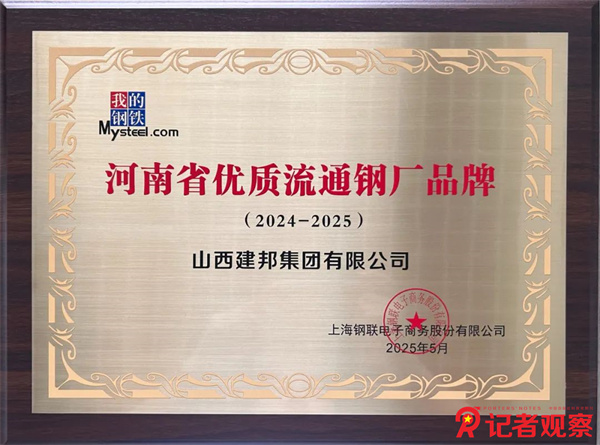 我的
钢铁
Mysteel.com
河南省优质流通钢厂品牌
（2024-2025）
山西建邦集团有限公司
上海钢联电子商务股份有限公司
2025年5月
记者观察